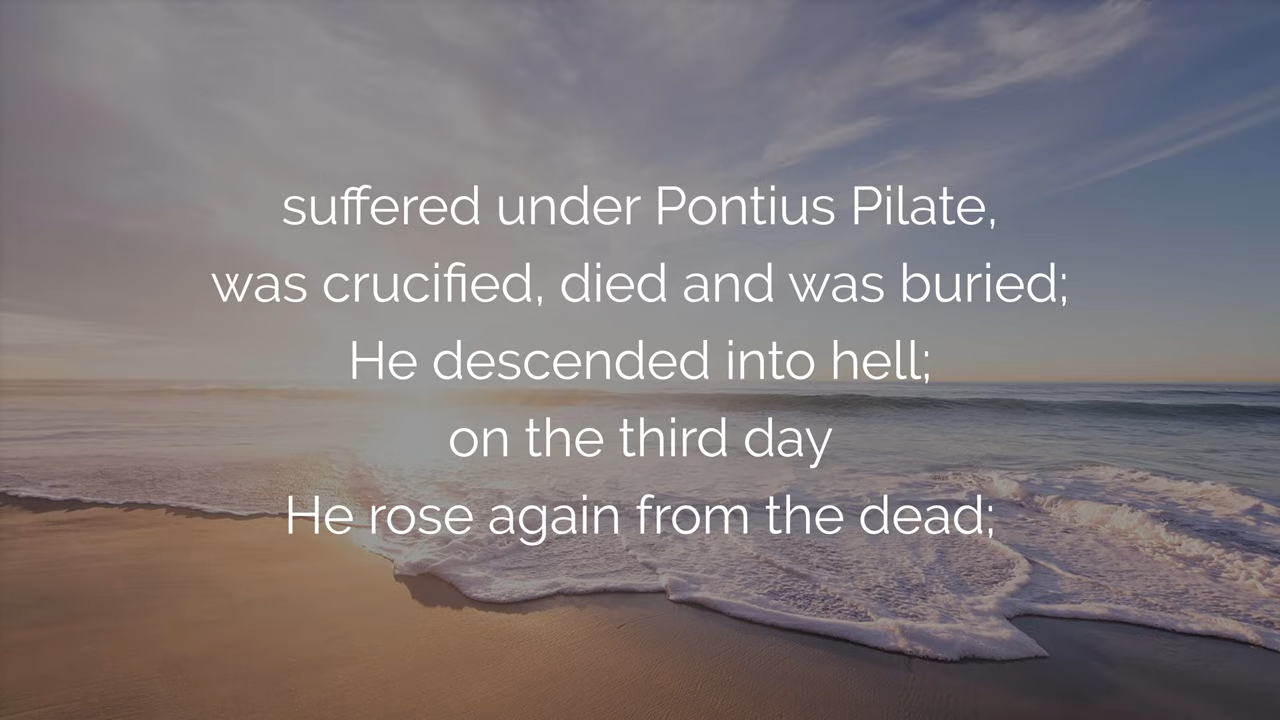 suffered under Pontius Pilate,
was crucified, died and was buried;
He descended into hell;
on the third day
He rose again from the dead;